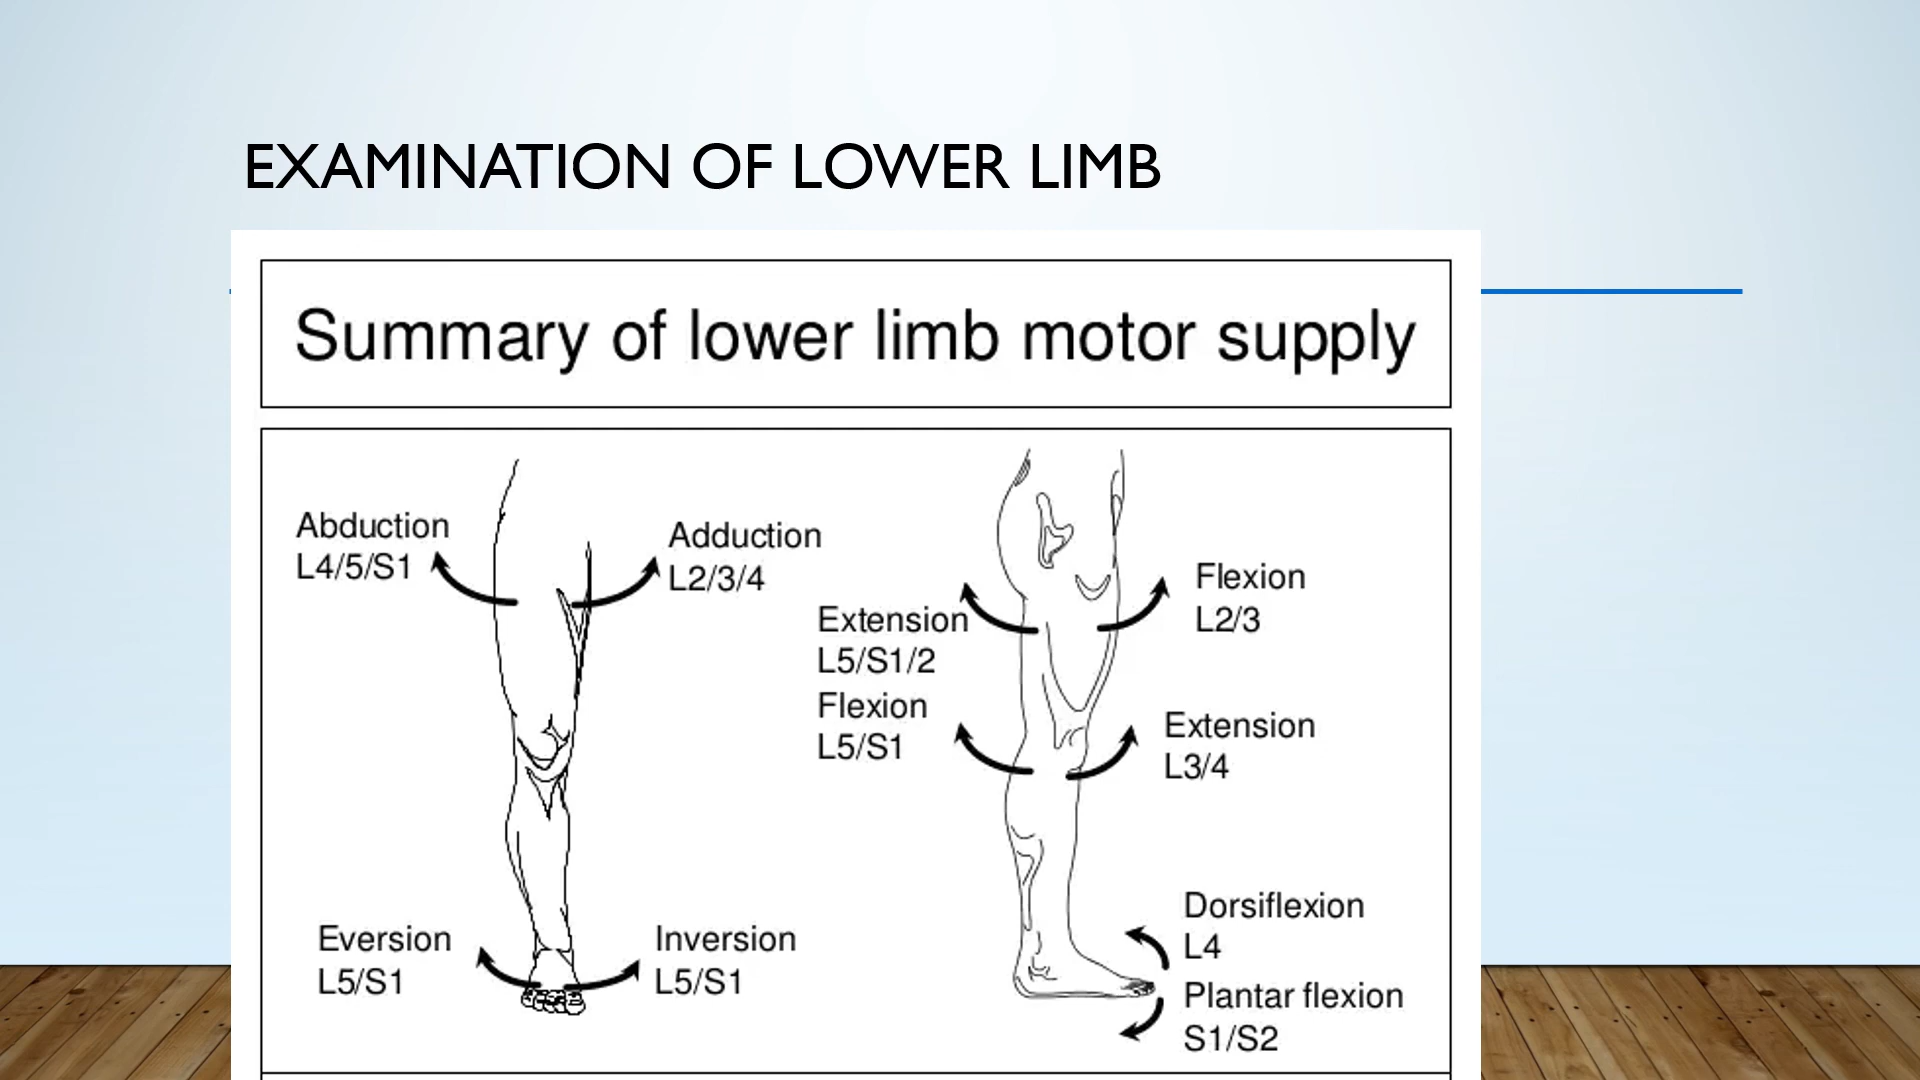 EXAMINATION OF LOWER LIMB
Summary of lower limb motor supply
Abduction
L4/5/S1
Adduction
L2/3/4
Eversion
L5/S1
Inversion
L5/S1
Extension
L5/S1/2
Flexion
L5/S1
Flexion
L2/3
Extension
L3/4
Dorsiflexion
L4
Plantar flexion
S1/S2